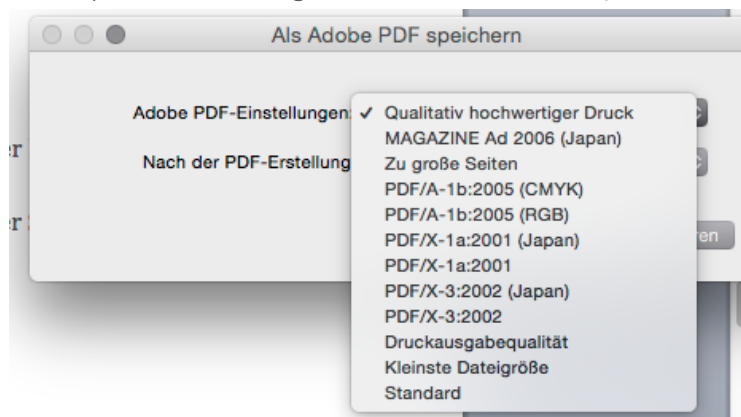 Als Adobe PDF speichern
Adobe PDF-Einstellungen: ✓ Qualitativ hochwertiger Druck
MAGAZINE Ad 2006 (Japan)
Nach der PDF-Erstellung
Zu große Seiten
PDF/A-1b:2005 (CMYK)
PDF/A-1b:2005 (RGB)
PDF/X-1a:2001 (Japan)
PDF/X-1a:2001
PDF/X-3:2002 (Japan)
PDF/X-3:2002
Druckausgabequalität
Kleinste Dateigröße
Standard